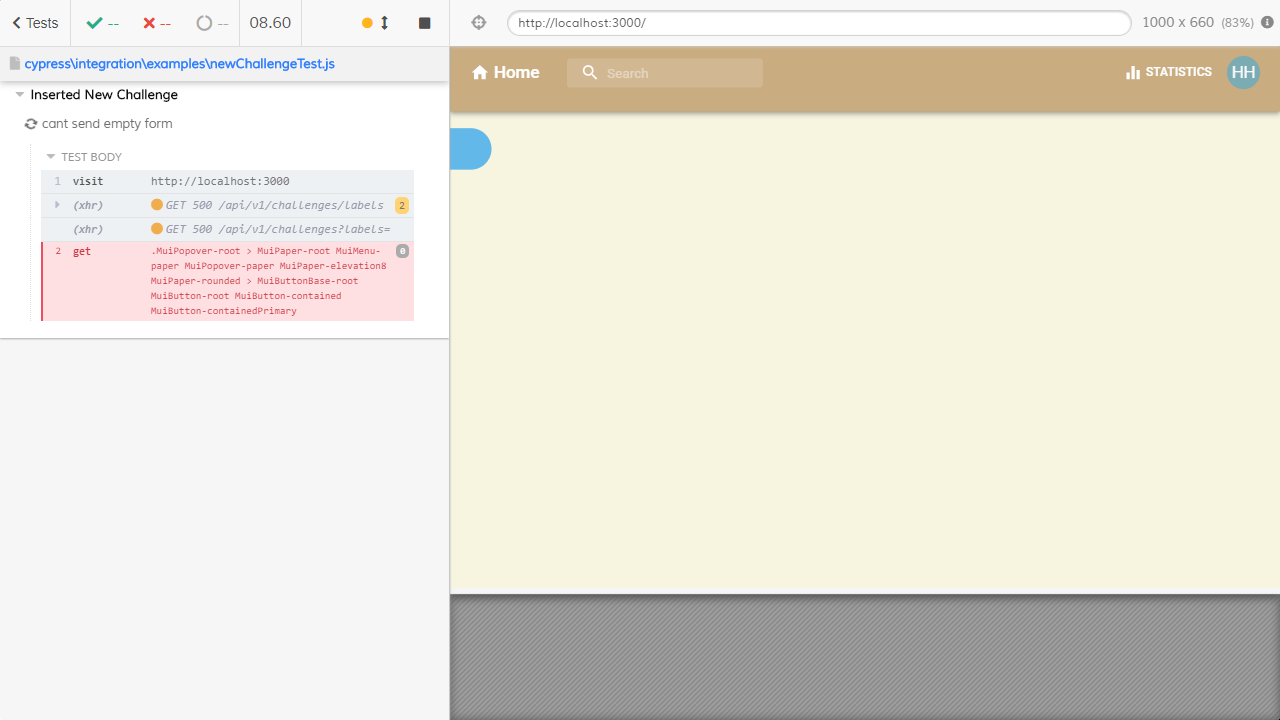 Tests -- -- -- 08.60
cypress\integration\examples\newChallengeTest.js
Inserted New Challenge
cant send empty form
TEST BODY
1 visit http://localhost:3000
(xhr) GET 500 /api/v1/challenges/labels 2
(xhr) GET 500 /api/v1/challenges?labels=
2 get .MuiPopover-root > MuiPaper-root MuiMenu- 0
paper MuiPopover-paper MuiPaper-elevation8
MuiPaper-rounded > MuiButtonBase-root
MuiButton-root MuiButton-contained
MuiButton-containedPrimary
http://localhost:3000/ 1000 x 660 (83%)
Home Search STATISTICS HH